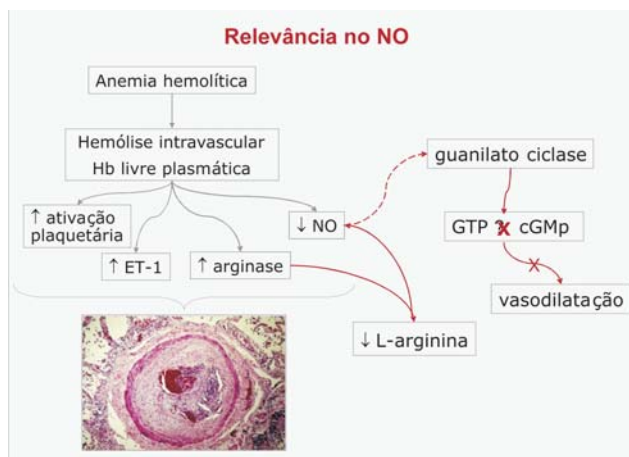 Relevância no NO
Anemia hemolítica
Hemólise intravascular
Hb livre plasmática
guanilato ciclase
↑ ativação
plaquetária
↓ NO
GTP ? X cGMp
↑ ET-1
↑ arginase
X
vasodilatação
↓ L-arginina